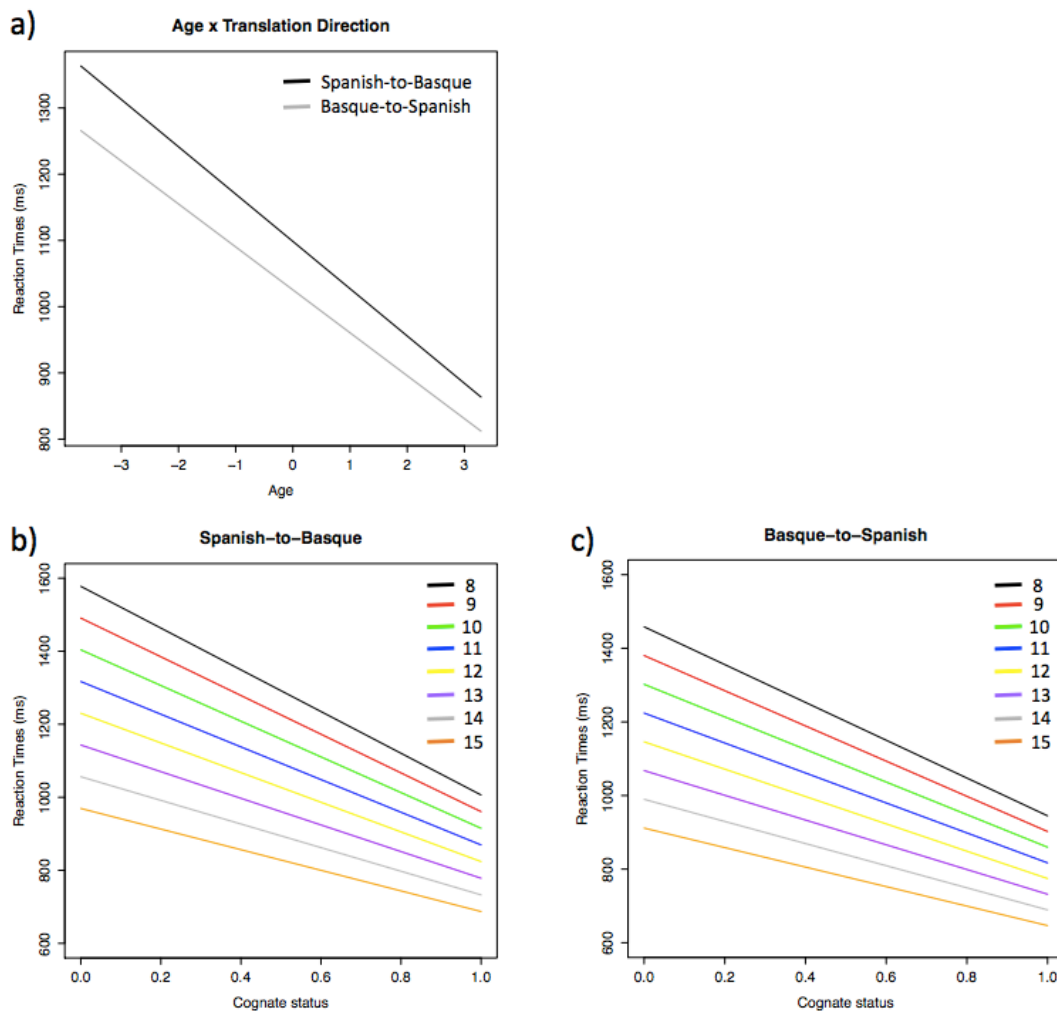 a)
Age x Translation Direction
Spanish-to-Basque
Basque-to-Spanish
Reaction Times (ms)
1300
1200
1100
1000
900
800
−3 −2 −1 0 1 2 3
Age
b)
Spanish−to−Basque
8
9
10
11
12
13
14
15
Reaction Times (ms)
1600
1400
1200
1000
800
600
0.0 0.2 0.4 0.6 0.8 1.0
Cognate status
c)
Basque−to−Spanish
8
9
10
11
12
13
14
15
Reaction Times (ms)
1600
1400
1200
1000
800
600
0.0 0.2 0.4 0.6 0.8 1.0
Cognate status